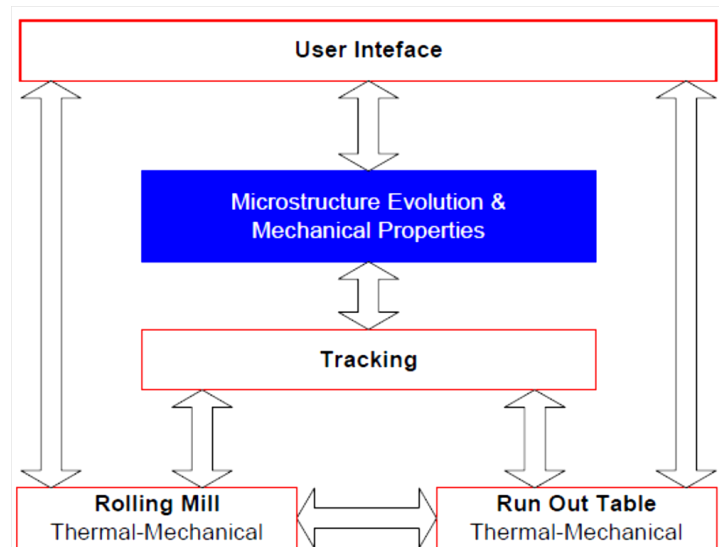 User Inteface
Microstructure Evolution &
Mechanical Properties
Tracking
Rolling Mill
Thermal-Mechanical
Run Out Table
Thermal-Mechanical